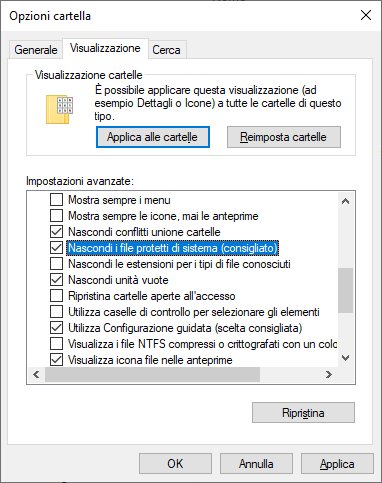 Opzioni cartella
Generale
Visualizzazione
Cerca
Visualizzazione cartelle
È possibile applicare questa visualizzazione (ad
esempio Dettagli o Icone) a tutte le cartelle di questo
tipo.
Applica alle cartelle
Reimposta cartelle
Impostazioni avanzate:
Mostra sempre i menu
Mostra sempre le icone, mai le anteprime
Nascondi conflitti unione cartelle
Nascondi i file protetti di sistema (consigliato)
Nascondi le estensioni per i tipi di file conosciuti
Nascondi unità vuote
Ripristina cartelle aperte all'accesso
Utilizza caselle di controllo per selezionare gli elementi
Utilizza Configurazione guidata (scelta consigliata)
Visualizza i file NTFS compressi o crittografati con un colo
Visualizza icona file nelle anteprime
Ripristina
OK
Annulla
Applica